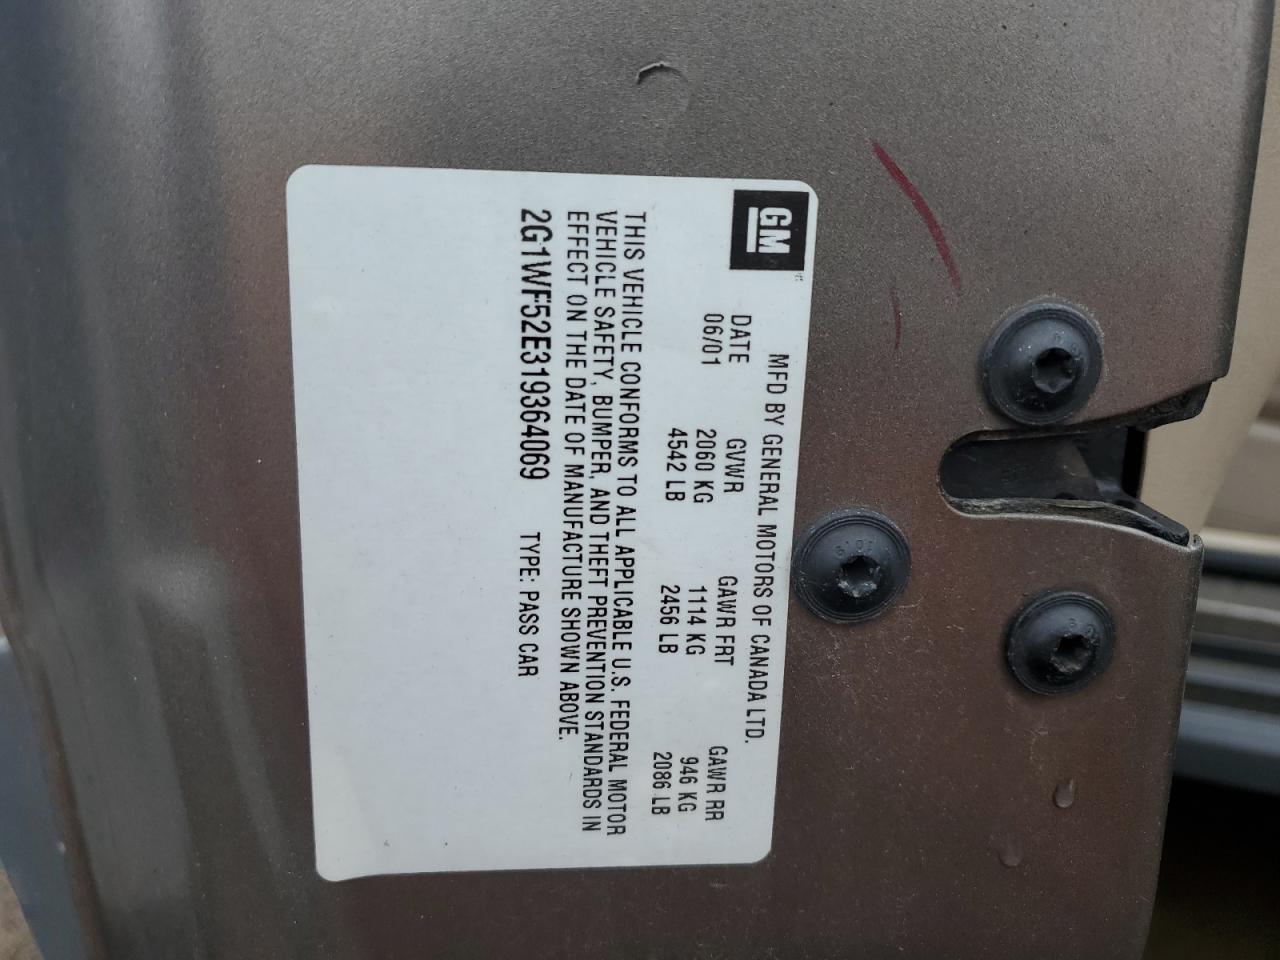 GM
MFD BY GENERAL MOTORS OF CANADA LTD.
DATE GVWR GAWR FRT GAWR RR
06/01 2060 KG 1114 KG 946 KG
4542 LB 2456 LB 2086 LB
THIS VEHICLE CONFORMS TO ALL APPLICABLE U.S. FEDERAL MOTOR
VEHICLE SAFETY, BUMPER, AND THEFT PREVENTION STANDARDS IN
EFFECT ON THE DATE OF MANUFACTURE SHOWN ABOVE.
2G1WF52E319364069 TYPE: PASS CAR